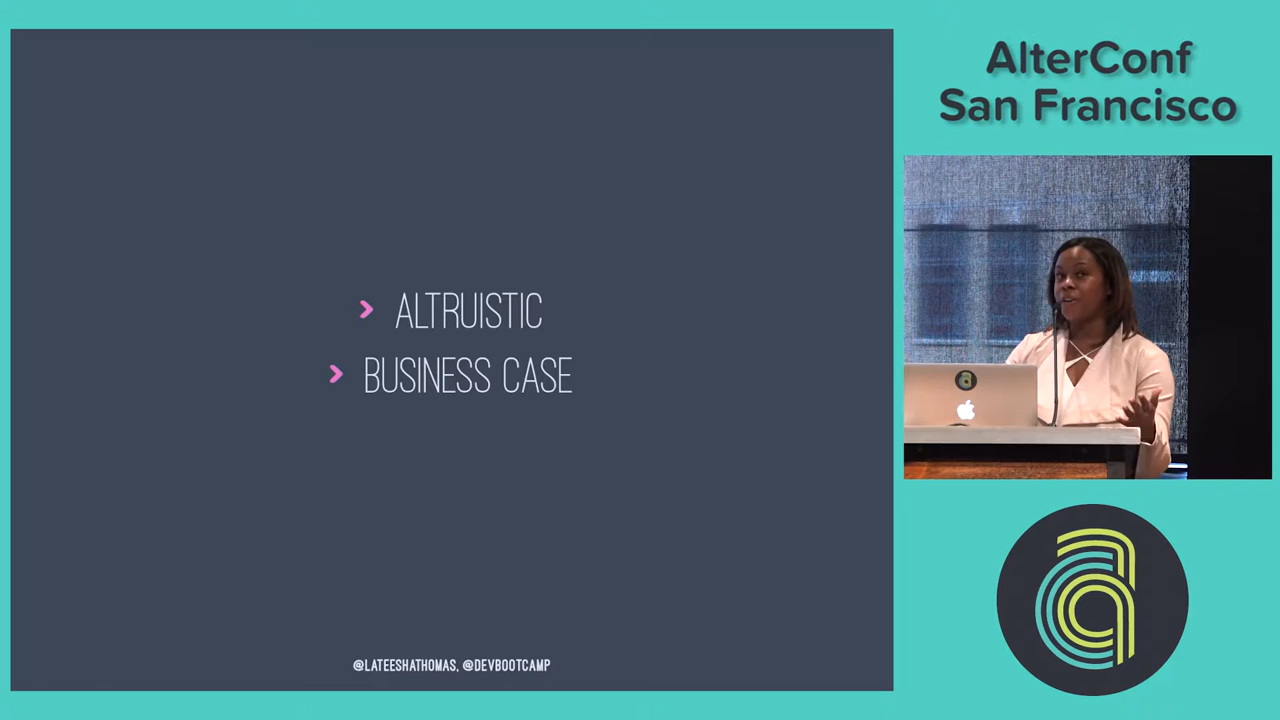 AlterConf
San Francisco
ALTRUISTIC
BUSINESS CASE
@LATEESHATHOMAS, @DEVBOOTCAMP